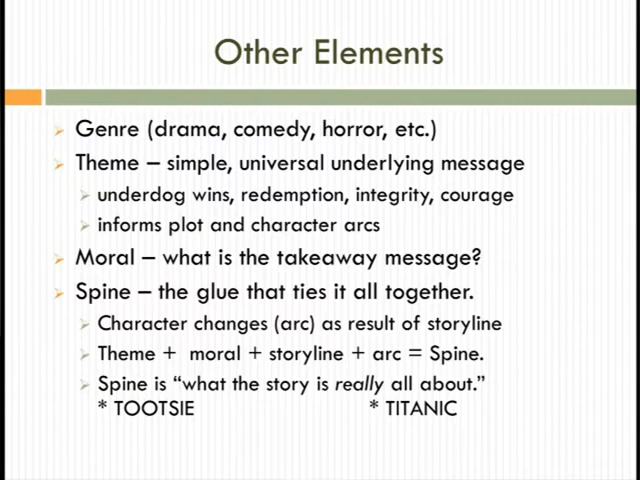 Other Elements
Genre (drama, comedy, horror, etc.)
Theme – simple, universal underlying message
underdog wins, redemption, integrity, courage
informs plot and character arcs
Moral – what is the takeaway message?
Spine – the glue that ties it all together.
Character changes (arc) as result of storyline
Theme + moral + storyline + arc = Spine.
Spine is “what the story is really all about.”
* TOOTSIE * TITANIC